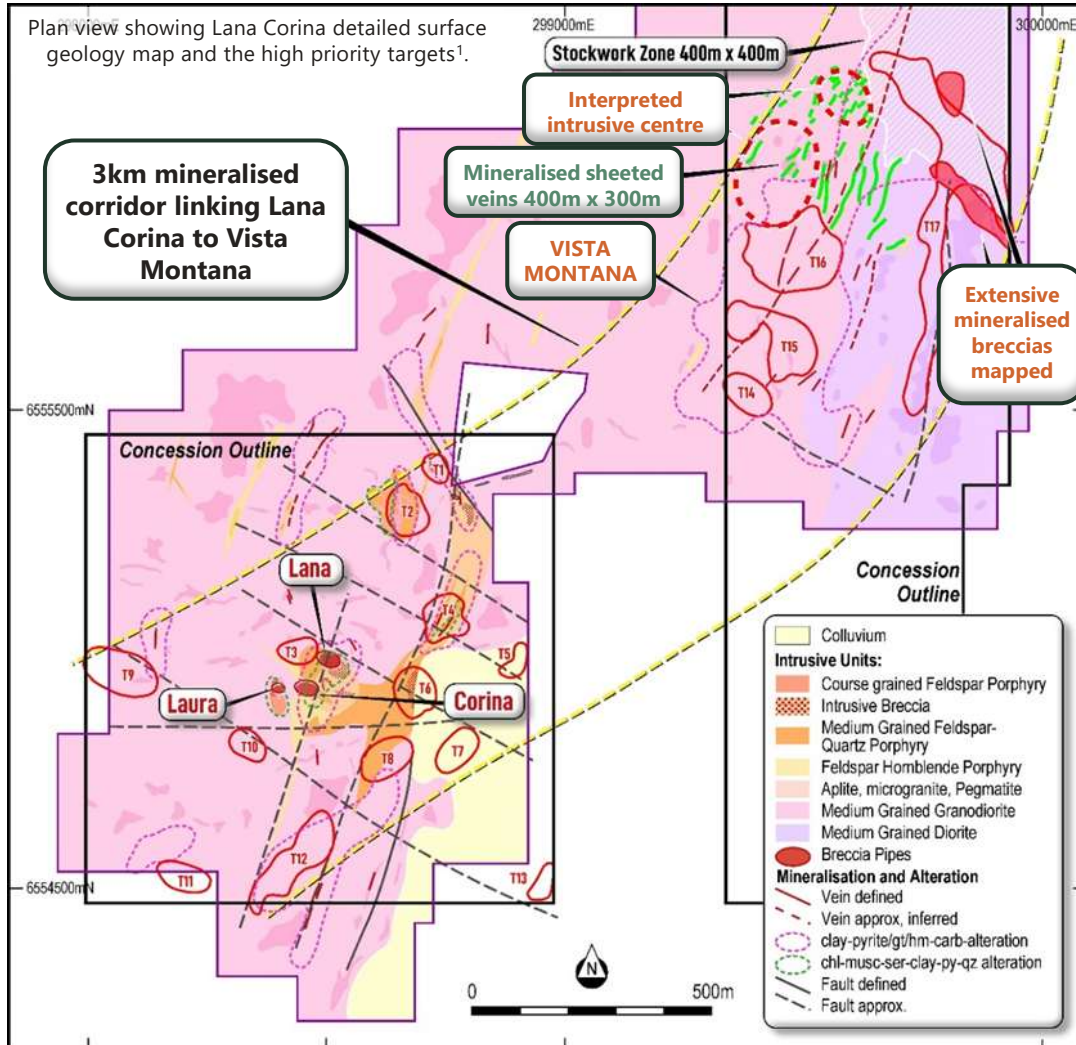 298000mE
299000mE
300000mE
Plan view showing Lana Corina detailed surface
geology map and the high priority targets¹.
Stockwork Zone 400m x 400m
Interpreted
intrusive centre
Mineralised sheeted
veins 400m x 300m
VISTA
MONTANA
3km mineralised
corridor linking Lana
Corina to Vista
Montana
Extensive
mineralised
breccias
mapped
T17
T16
T15
T14
6555500mN
Concession Outline
T1
T2
Lana
T4
T3
T5
T9
T6
Laura
Corina
T10
T8
T7
T12
T11
T13
6554500mN
Concession
Outline
Colluvium
Intrusive Units:
Course grained Feldspar Porphyry
Intrusive Breccia
Medium Grained Feldspar-
Quartz Porphyry
Feldspar Hornblende Porphyry
Aplite, microgranite, Pegmatite
Medium Grained Granodiorite
Medium Grained Diorite
Breccia Pipes
Mineralisation and Alteration
Vein defined
Vein approx, inferred
clay-pyrite/gt/hm-carb-alteration
chl-musc-ser-clay-py-qz alteration
Fault defined
Fault approx.
N
0
500m